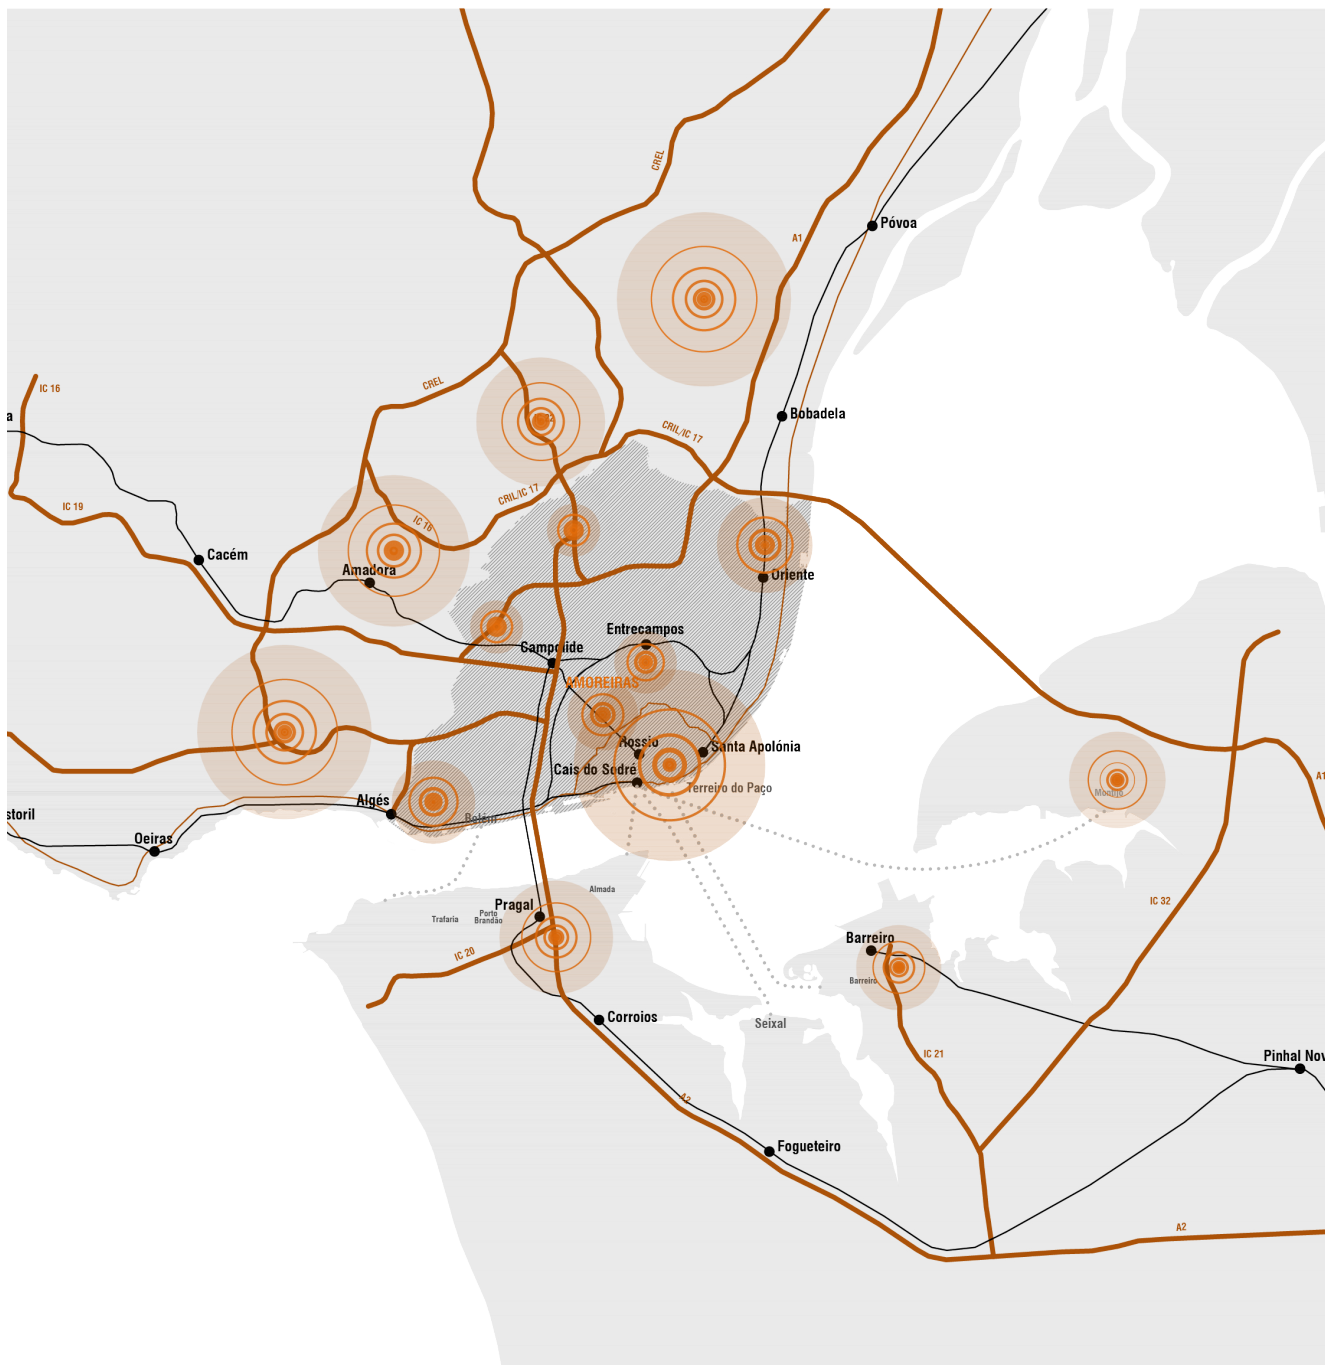 CREL
Póvoa
A1
IC 16
CREL
a
Bobadela
CRIL/IC 17
CRIL/IC 17
IC 19
IC 16
Cacém
Amadora
Oriente
Entrecampos
Campolide
AMOREIRAS
Rossio
Santa Apolónia
Cais do Sodré
Terreiro do Paço
A1
Montijo
Algés
storil
Belém
Oeiras
Almada
Pragal
Trafaria
Porto
Brandão
IC 32
Barreiro
IC 20
Barreiro
Corroios
Seixal
IC 21
Pinhal Nov
A2
Fogueteiro
A2